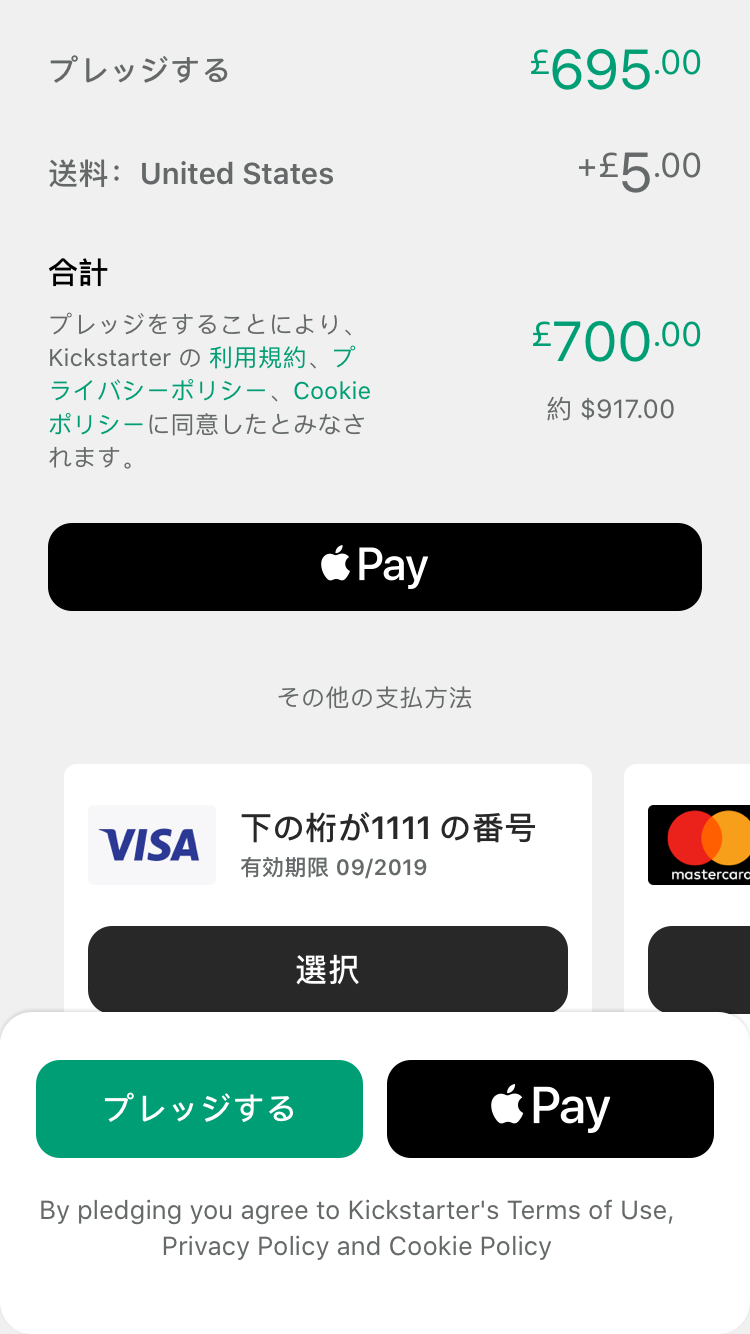 プレッジする £695.00
送料： United States +£5.00
合計
プレッジをすることにより、
Kickstarter の 利用規約、プ
ライバシーポリシー、Cookie
ポリシーに同意したとみなさ
れます。
£700.00
約 $917.00
Pay
その他の支払方法
VISA
下の桁が1111 の番号
有効期限 09/2019
選択
mastercard
プレッジする
Pay
By pledging you agree to Kickstarter's Terms of Use,
Privacy Policy and Cookie Policy